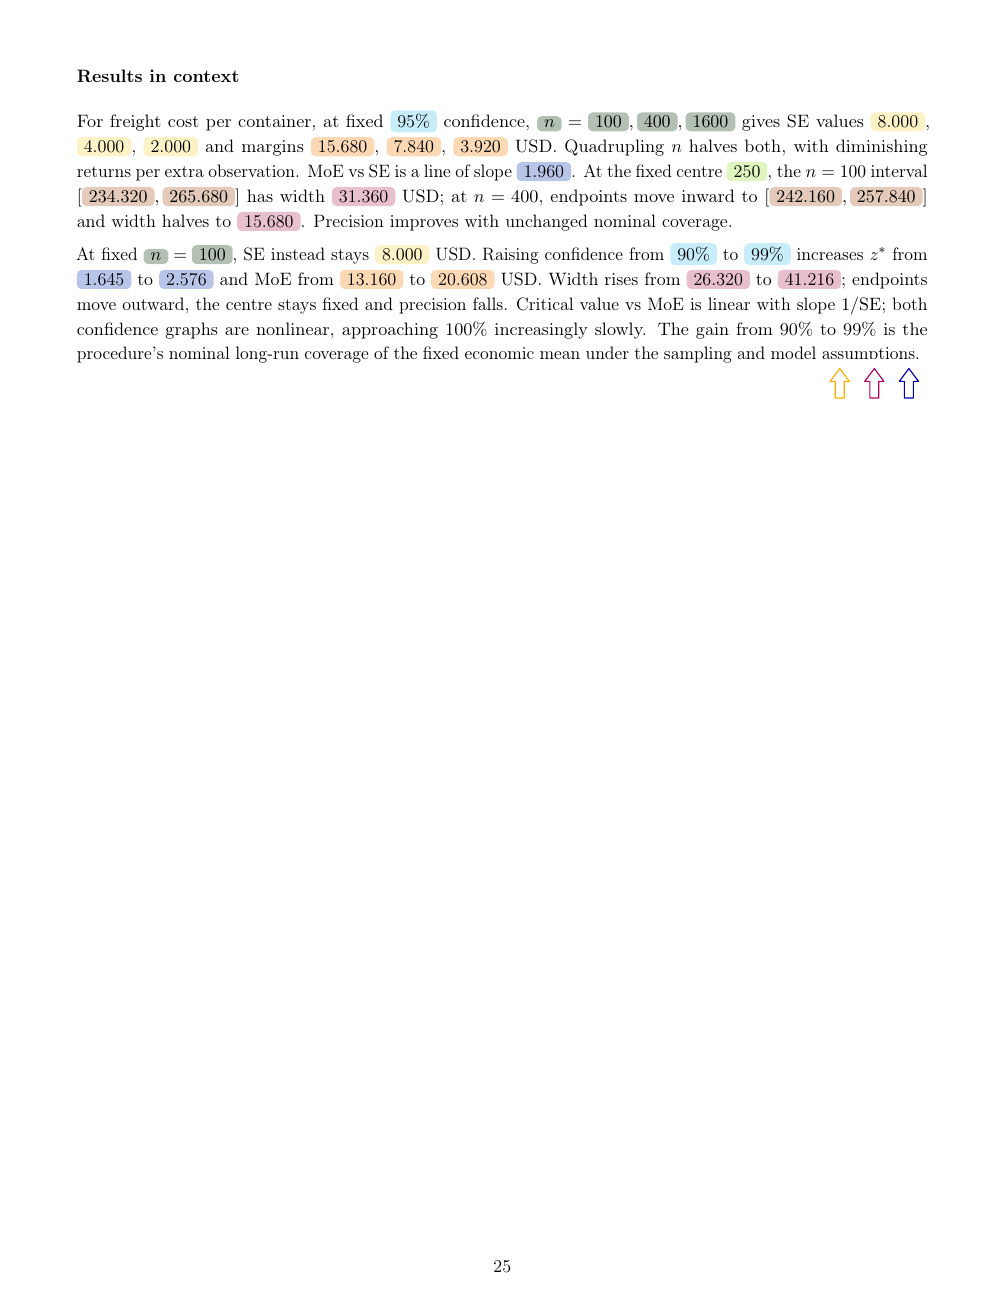 Results in context
For freight cost per container, at fixed 95% confidence, n = 100, 400, 1600 gives SE values 8.000,
4.000, 2.000 and margins 15.680, 7.840, 3.920 USD. Quadrupling n halves both, with diminishing
returns per extra observation. MoE vs SE is a line of slope 1.960. At the fixed centre 250, the n = 100 interval
[234.320, 265.680] has width 31.360 USD; at n = 400, endpoints move inward to [242.160, 257.840]
and width halves to 15.680. Precision improves with unchanged nominal coverage.
At fixed n = 100, SE instead stays 8.000 USD. Raising confidence from 90% to 99% increases z* from
1.645 to 2.576 and MoE from 13.160 to 20.608 USD. Width rises from 26.320 to 41.216; endpoints
move outward, the centre stays fixed and precision falls. Critical value vs MoE is linear with slope 1/SE; both
confidence graphs are nonlinear, approaching 100% increasingly slowly. The gain from 90% to 99% is the
procedure's nominal long-run coverage of the fixed economic mean under the sampling and model assumptions.
25